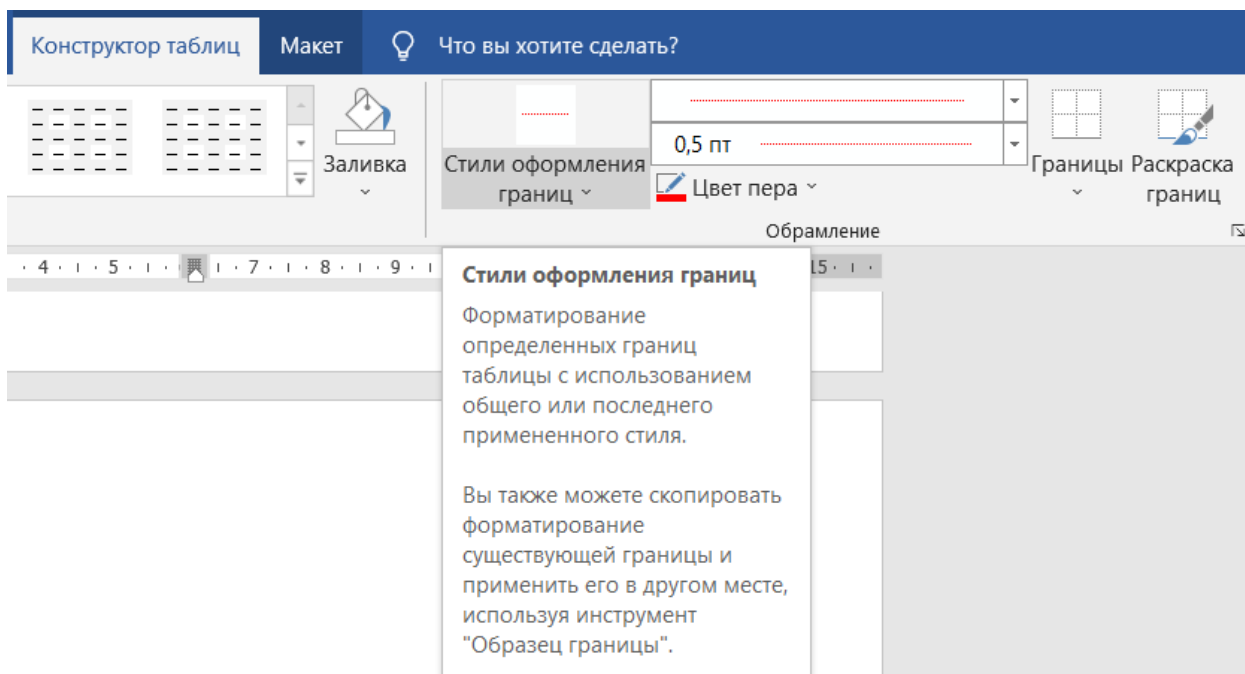 Конструктор таблиц Макет Что вы хотите сделать?
0,5 пт
Заливка
Стили оформления
границ
Цвет пера
Границы
Раскраска
границ
Обрамление
4 5 7 8 9 15
Стили оформления границ
Форматирование
определенных границ
таблицы с использованием
общего или последнего
примененного стиля.
Вы также можете скопировать
форматирование
существующей границы и
применить его в другом месте,
используя инструмент
"Образец границы".